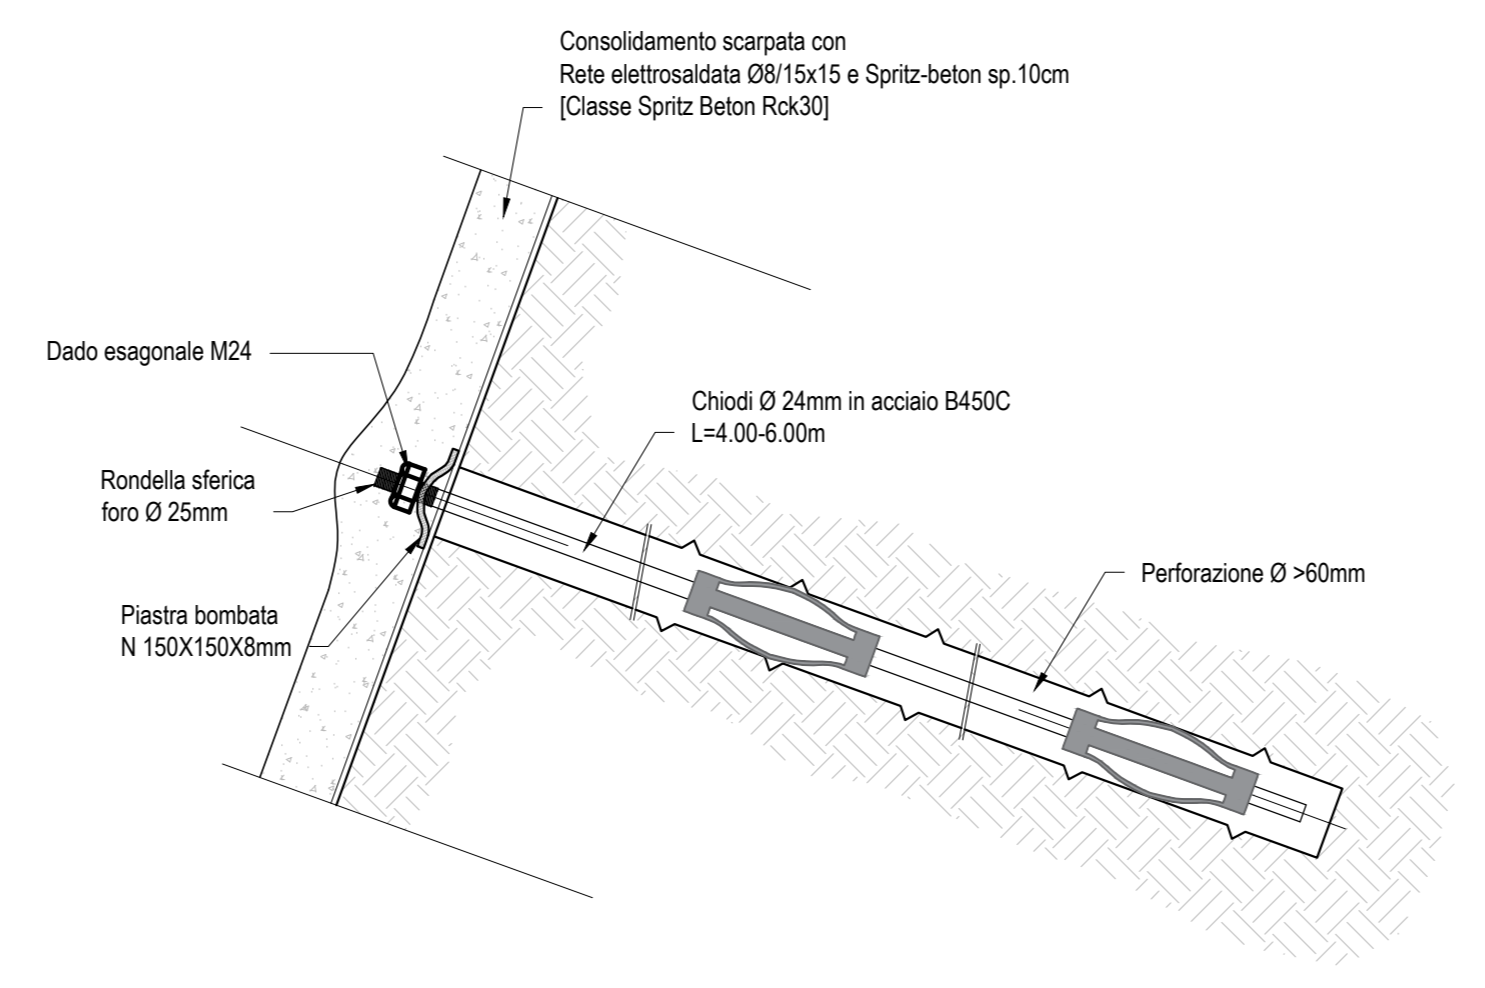 Consolidamento scarpata con
Rete elettrosaldata Ø8/15x15 e Spritz-beton sp.10cm
[Classe Spritz Beton Rck30]
Dado esagonale M24
Chiodi Ø 24mm in acciaio B450C
L=4.00-6.00m
Rondella sferica
foro Ø 25mm
Perforazione Ø >60mm
Piastra bombata
N 150X150X8mm